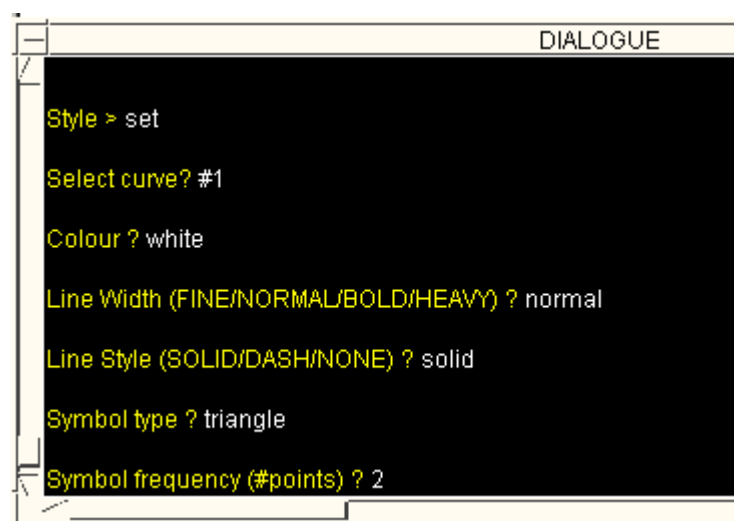 DIALOGUE
Style > set
Select curve? #1
Colour ? white
Line Width (FINE/NORMAL/BOLD/HEAVY) ? normal
Line Style (SOLID/DASH/NONE) ? solid
Symbol type ? triangle
Symbol frequency (#points) ? 2